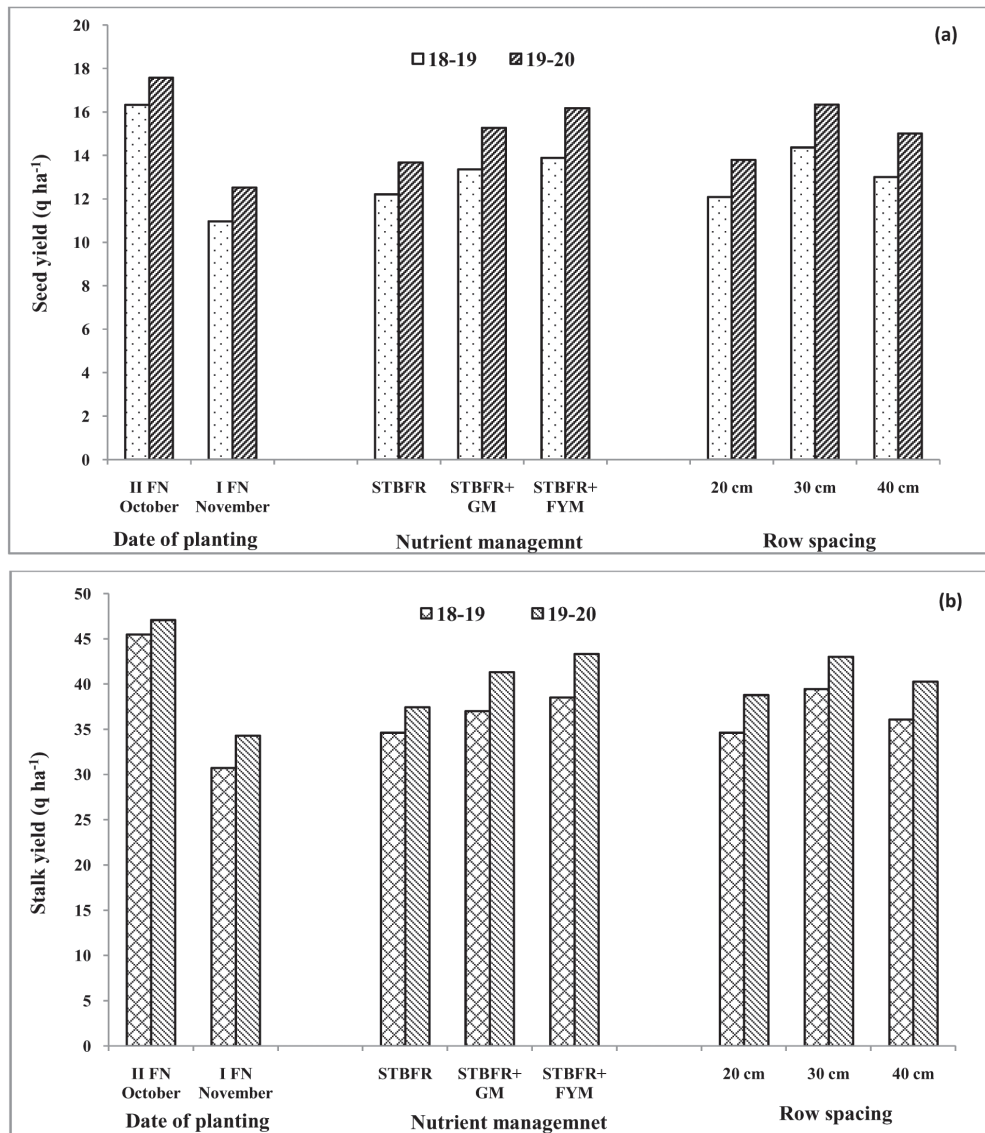 (a)
18-19 19-20
Seed yield (q ha⁻¹)
20
18
16
14
12
10
8
6
4
2
0
II FN October
I FN November
STBFR
STBFR+ GM
STBFR+ FYM
20 cm
30 cm
40 cm
Date of planting
Nutrient managemnt
Row spacing
(b)
18-19 19-20
Stalk yield (q ha⁻¹)
50
45
40
35
30
25
20
15
10
5
0
II FN October
I FN November
STBFR
STBFR+ GM
STBFR+ FYM
20 cm
30 cm
40 cm
Date of planting
Nutrient managemnet
Row spacing